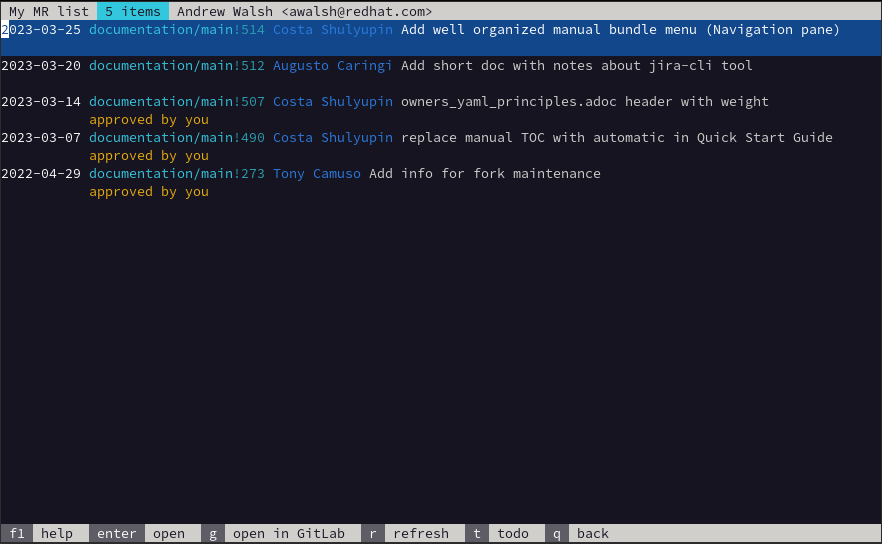 My MR list 5 items Andrew Walsh <awalsh@redhat.com>
2023-03-25 documentation/main!514 Costa Shulyupin Add well organized manual bundle menu (Navigation pane)
2023-03-20 documentation/main!512 Augusto Caringi Add short doc with notes about jira-cli tool
2023-03-14 documentation/main!507 Costa Shulyupin owners_yaml_principles.adoc header with weight
approved by you
2023-03-07 documentation/main!490 Costa Shulyupin replace manual TOC with automatic in Quick Start Guide
approved by you
2022-04-29 documentation/main!273 Tony Camuso Add info for fork maintenance
approved by you
f1 help enter open g open in GitLab r refresh t todo q back